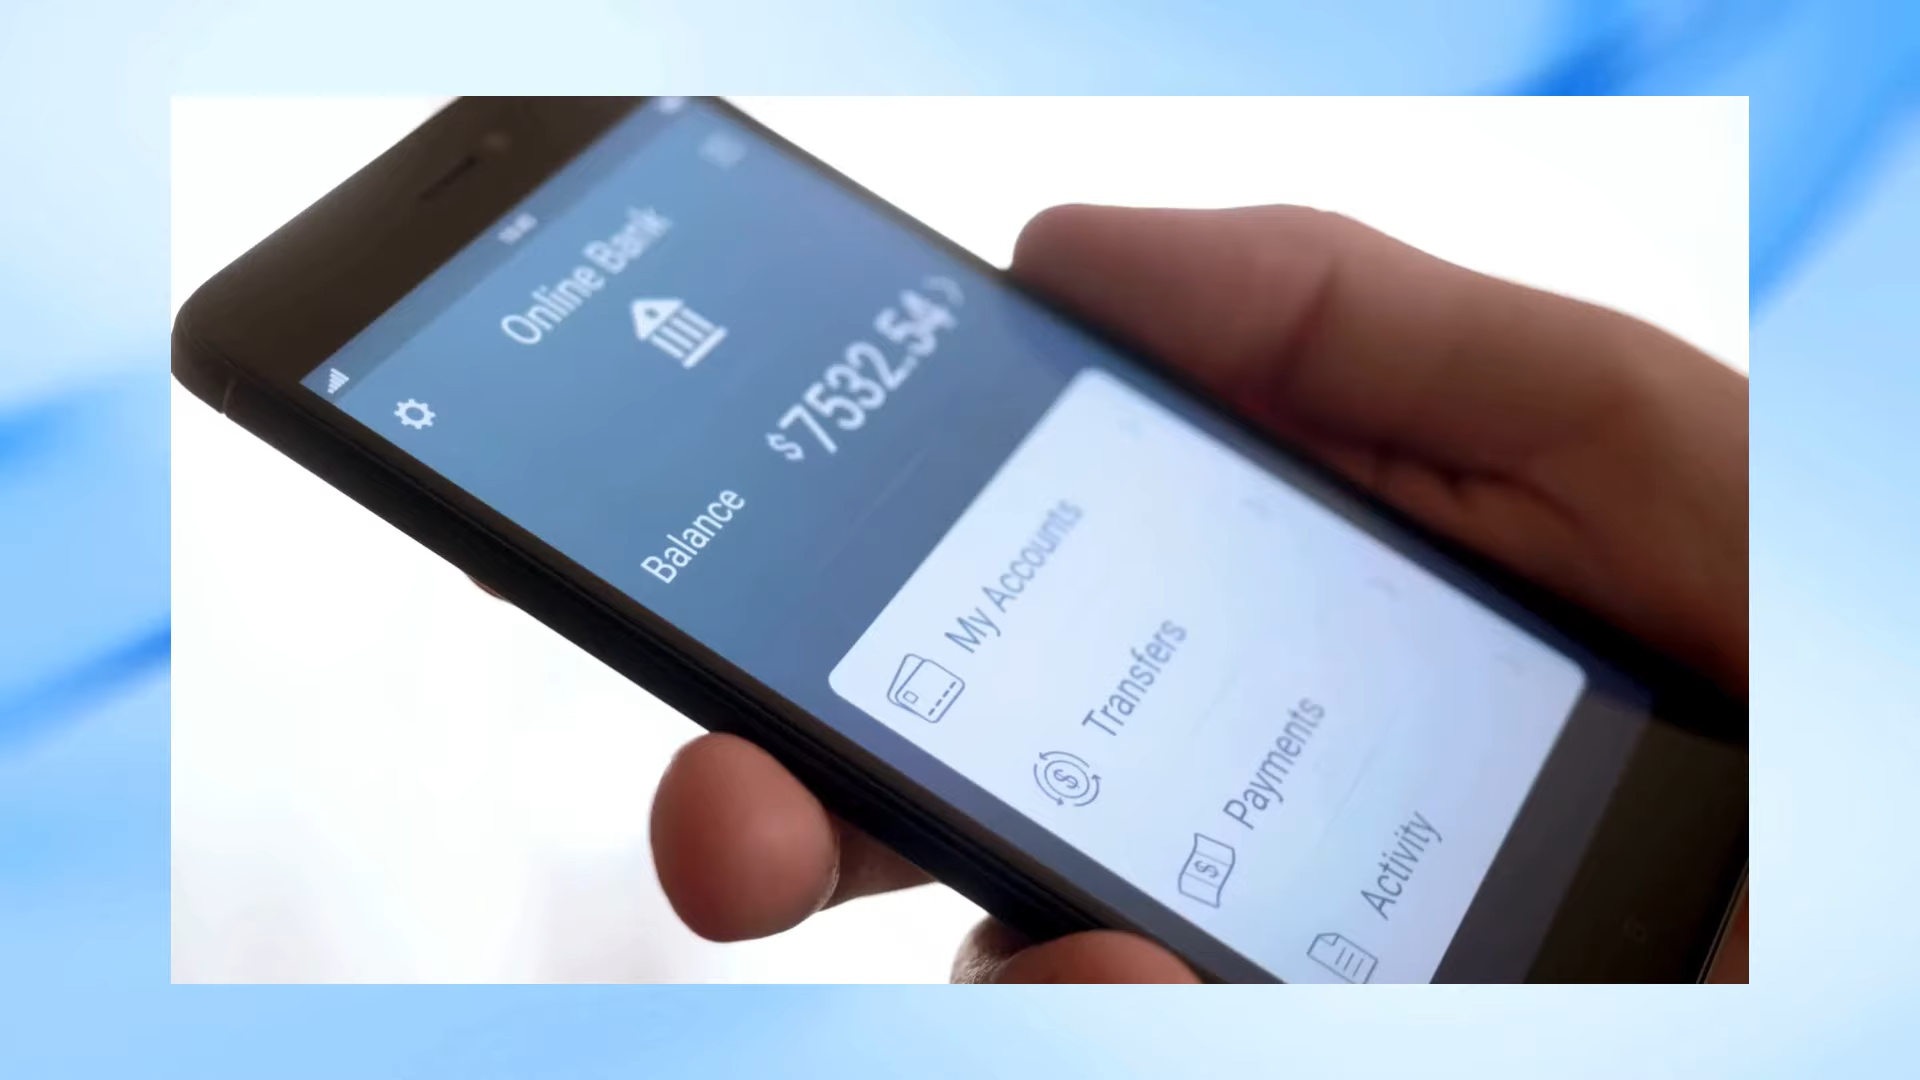 Online Bank
Balance
$7532.54
My Accounts
Transfers
Payments
Activity